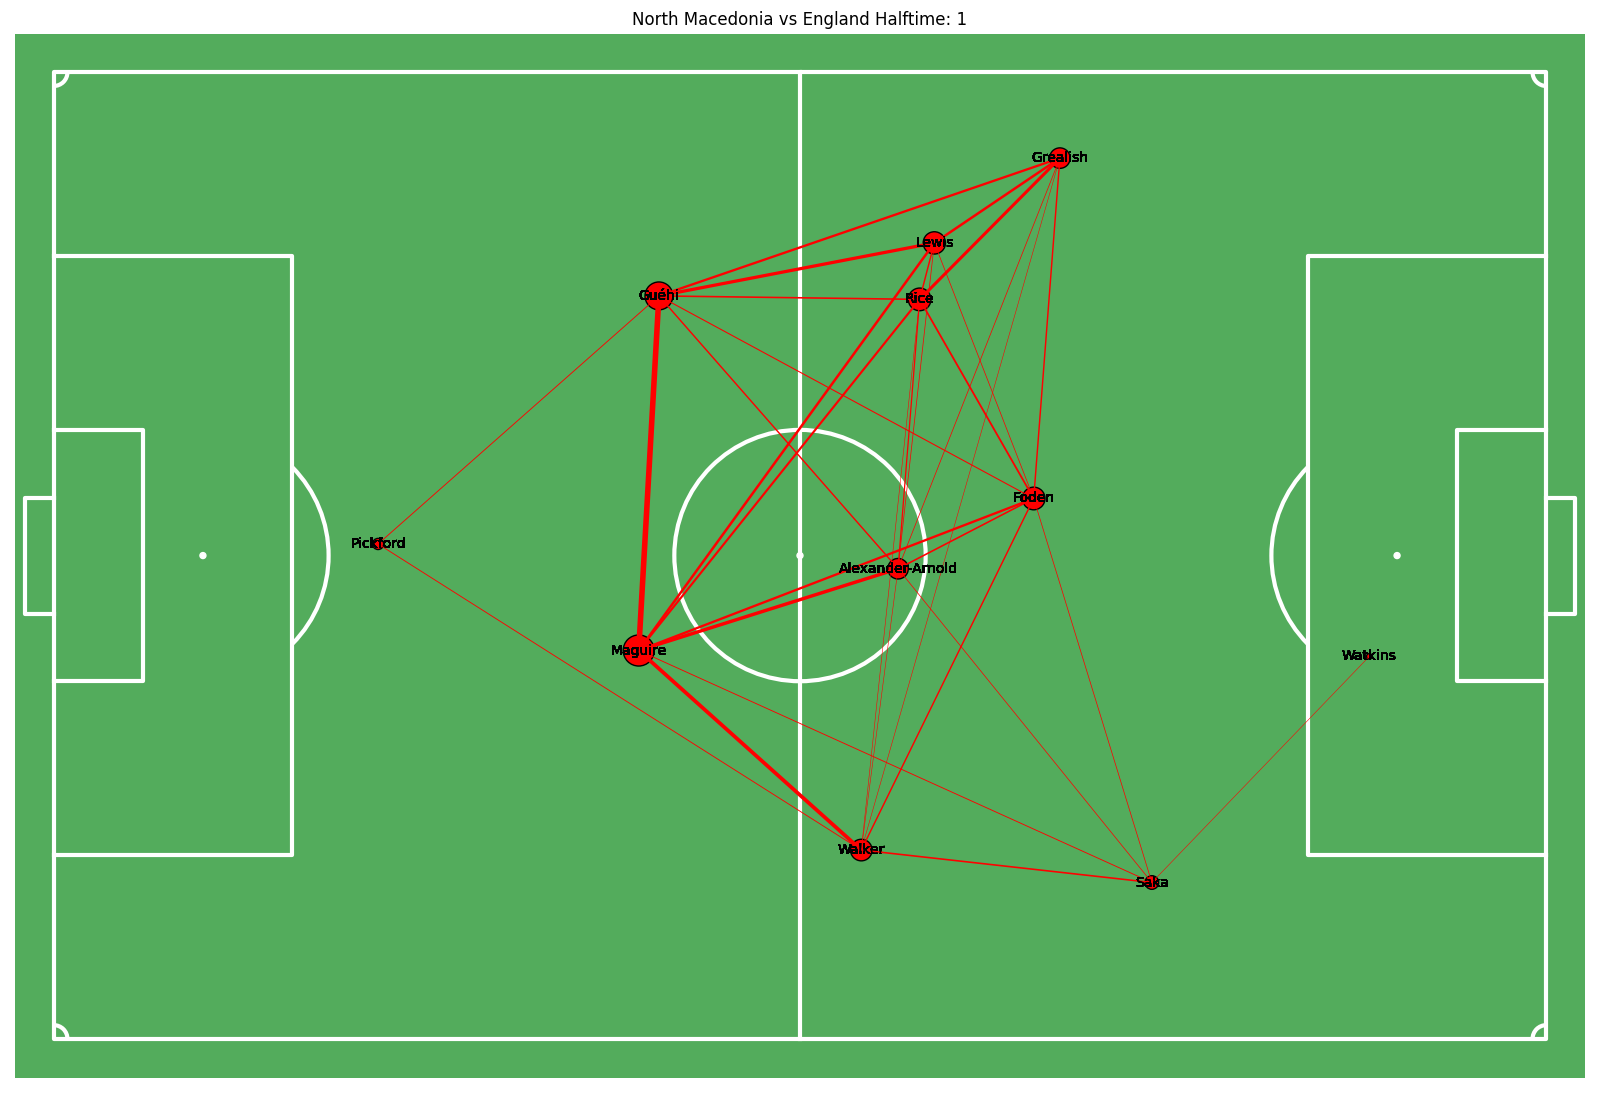 North Macedonia vs England Halftime: 1
Grealish
Lewis
Guéhi
Rice
Foden
Pickford
Alexander-Arnold
Maguire
Watkins
Walker
Saka